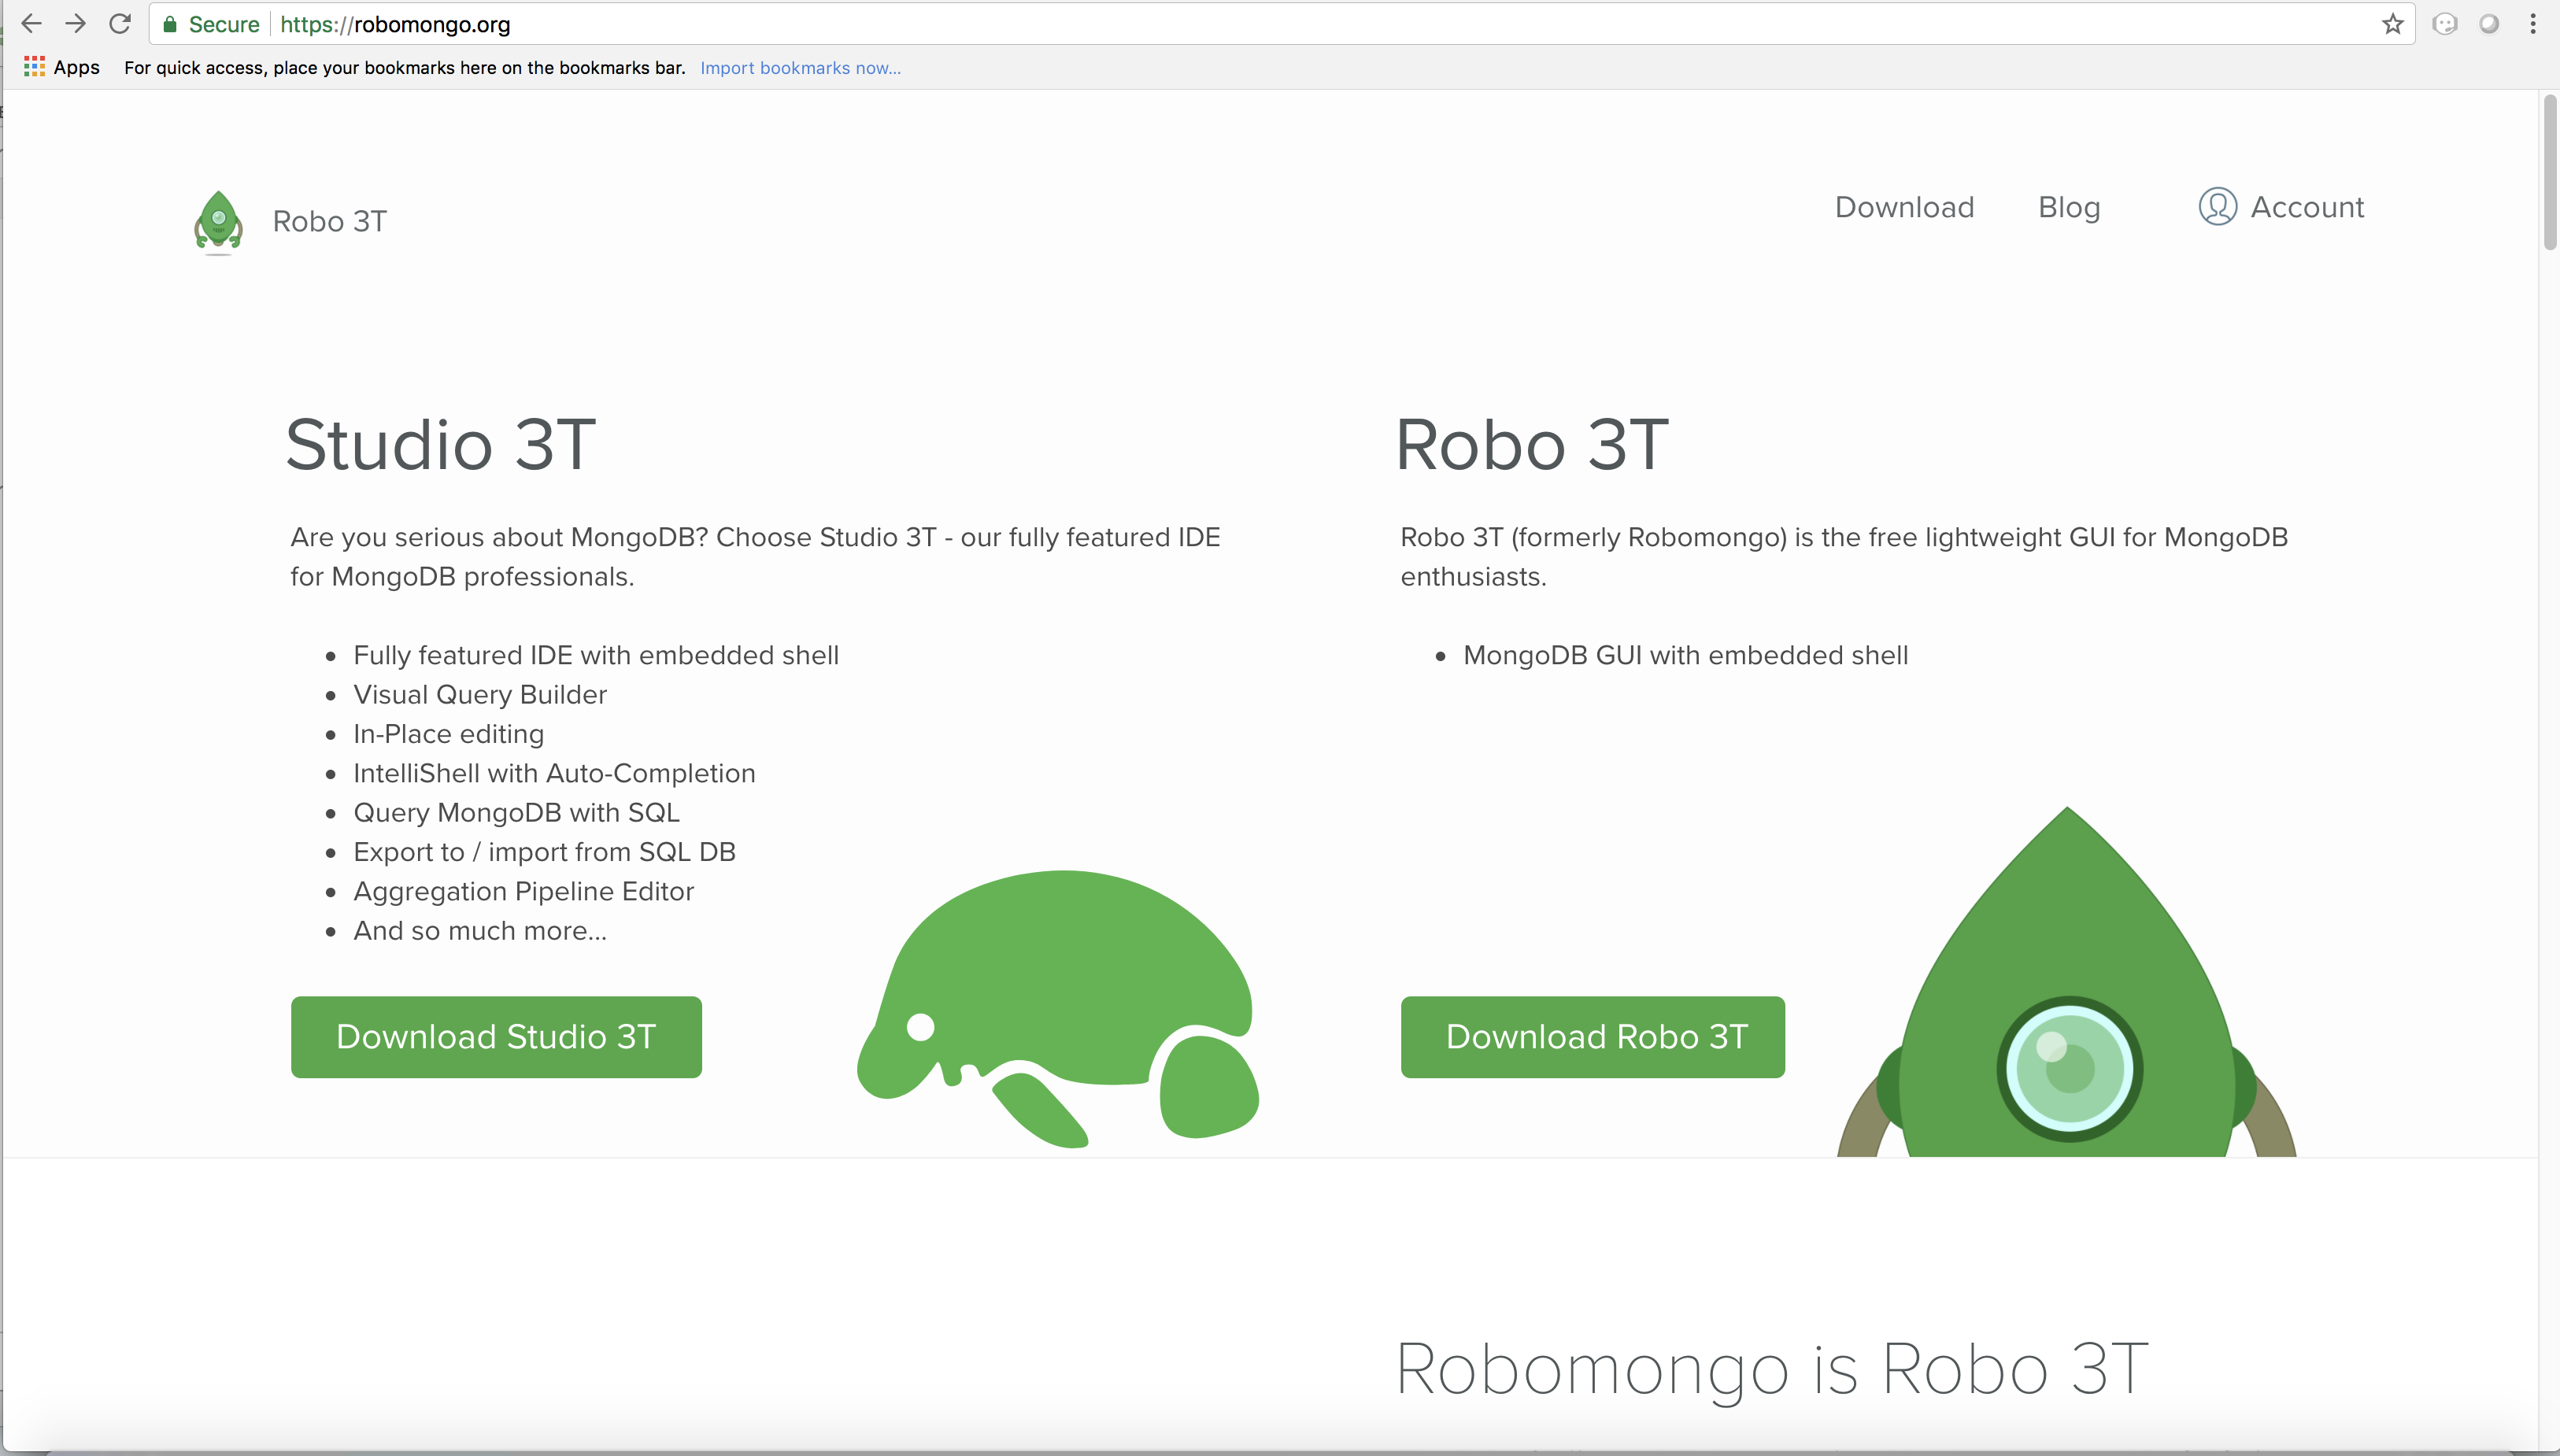 Secure https://robomongo.org
Apps For quick access, place your bookmarks here on the bookmarks bar. Import bookmarks now...
Robo 3T
Download Blog Account
Studio 3T
Are you serious about MongoDB? Choose Studio 3T - our fully featured IDE
for MongoDB professionals.
• Fully featured IDE with embedded shell
• Visual Query Builder
• In-Place editing
• IntelliShell with Auto-Completion
• Query MongoDB with SQL
• Export to / import from SQL DB
• Aggregation Pipeline Editor
• And so much more...
Download Studio 3T
Robo 3T
Robo 3T (formerly Robomongo) is the free lightweight GUI for MongoDB
enthusiasts.
• MongoDB GUI with embedded shell
Download Robo 3T
Robomongo is Robo 3T